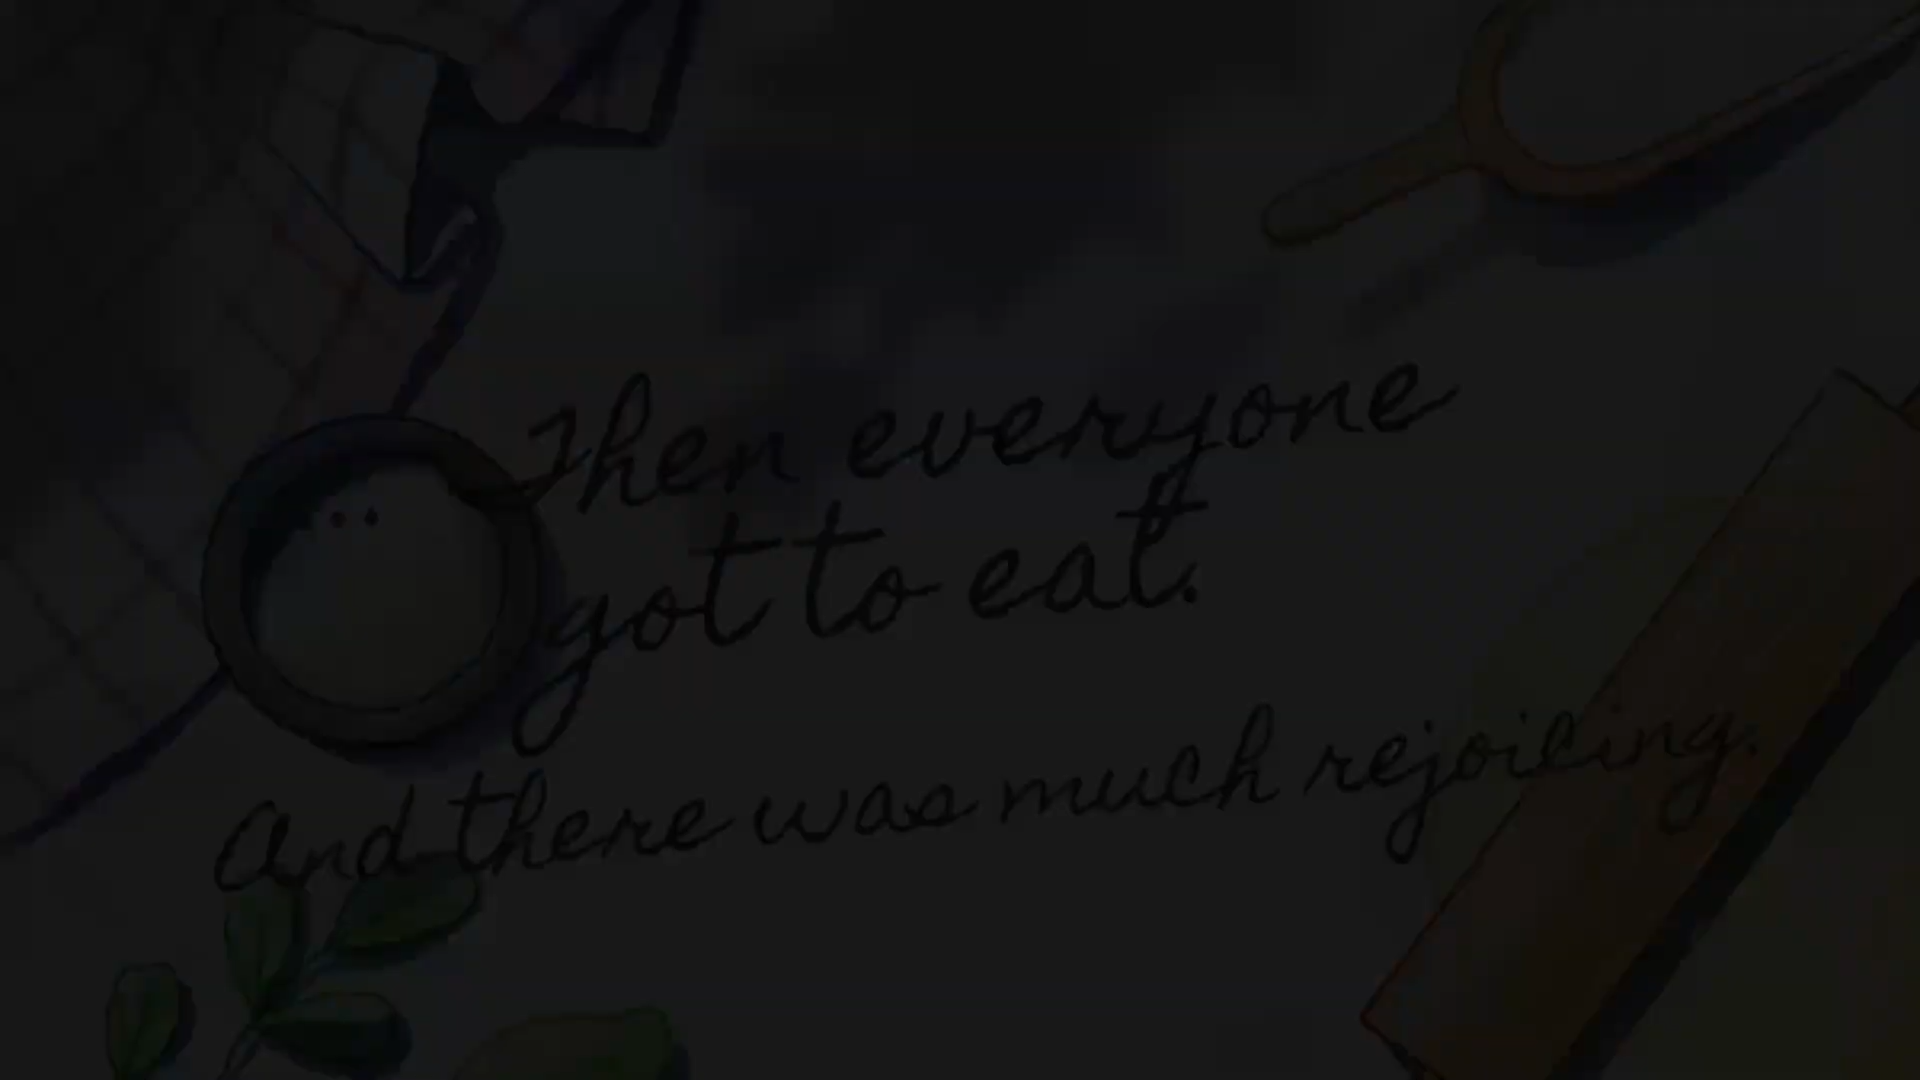 Then everyone
got to eat.
And there was much rejoicing.